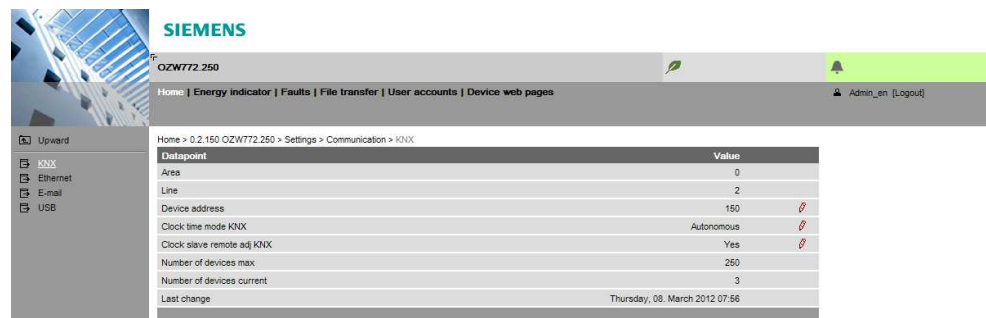 SIEMENS
OZW772.250
Home | Energy indicator | Faults | File transfer | User accounts | Device web pages
Admin_en [Logout]
Upward
KNX
Ethernet
E-mail
USB
Home > 0.2.150 OZW772.250 > Settings > Communication > KNX
Datapoint Value
Area 0
Line 2
Device address 150
Clock time mode KNX Autonomous
Clock slave remote adj KNX Yes
Number of devices max 250
Number of devices current 3
Last change Thursday, 08. March 2012 07:56